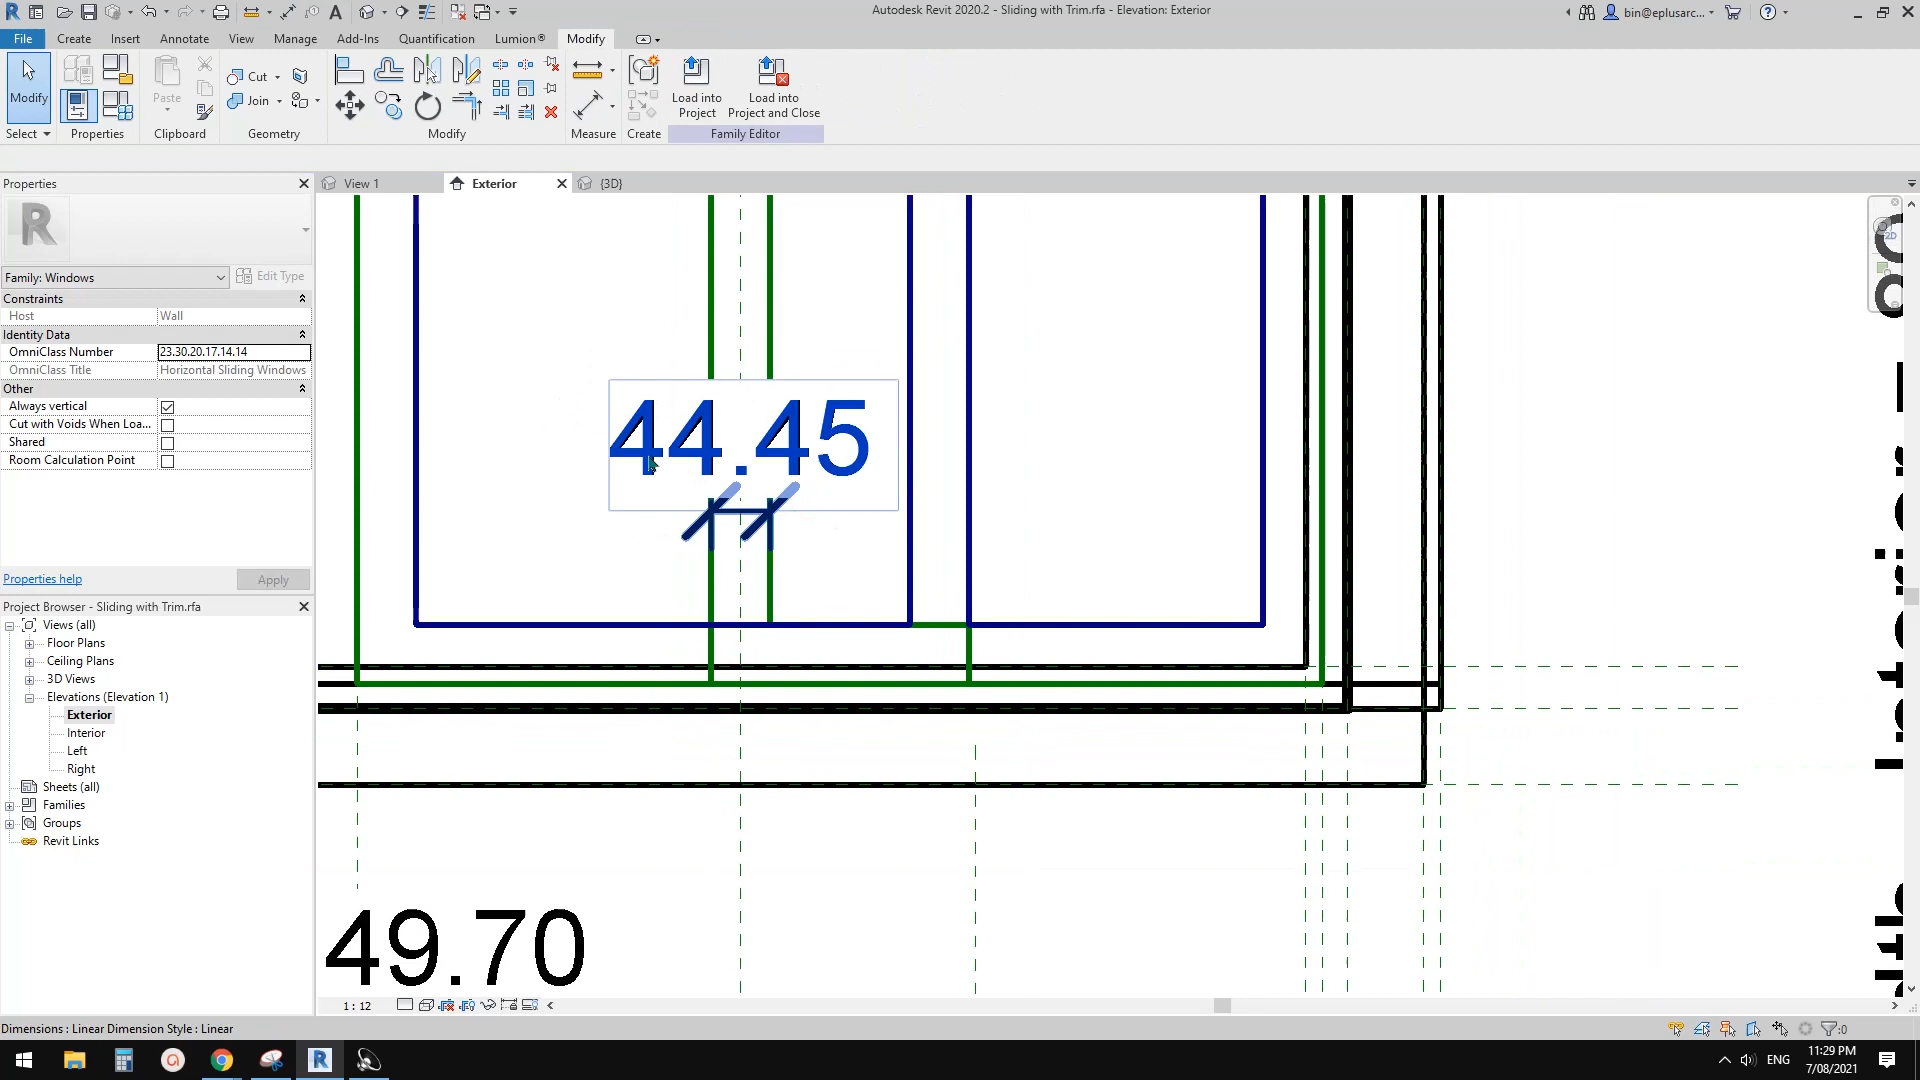 Autodesk Revit 2020.2 - Sliding with Trim.rfa - Elevation: Exterior
bin@eplusarc...
File Create Insert Annotate View Manage Add-Ins Quantification Lumion® Modify
Modify
Cut
Join
Paste
Load into
Project
Load into
Project and Close
Select Properties Clipboard Geometry Modify Measure Create Family Editor
Properties
View 1
Exterior
{3D}
Family: Windows
Edit Type
Constraints
Host Wall
Identity Data
OmniClass Number 23.30.20.17.14.14
OmniClass Title Horizontal Sliding Windows
Other
Always vertical
Cut with Voids When Loa...
Shared
Room Calculation Point
Properties help
Apply
Project Browser - Sliding with Trim.rfa
Views (all)
Floor Plans
Ceiling Plans
3D Views
Elevations (Elevation 1)
Exterior
Interior
Left
Right
Sheets (all)
Families
Groups
Revit Links
44.45
49.70
2D
1 : 12
Dimensions : Linear Dimension Style : Linear
:0
ENG
11:29 PM
7/08/2021